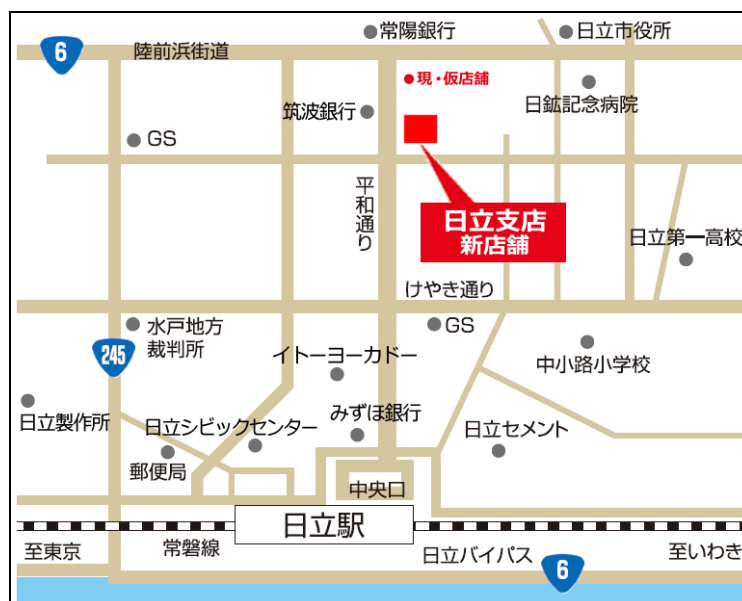 常陽銀行
日立市役所
6
陸前浜街道
現・仮店舗
日鉱記念病院
筑波銀行
GS
平和通り
日立支店
新店舗
日立第一高校
けやき通り
水戸地方
裁判所
GS
245
イトーヨーカドー
中小路小学校
日立製作所
日立シビックセンター
みずほ銀行
日立セメント
郵便局
中央口
日立駅
至東京
常磐線
日立バイパス
6
至いわき